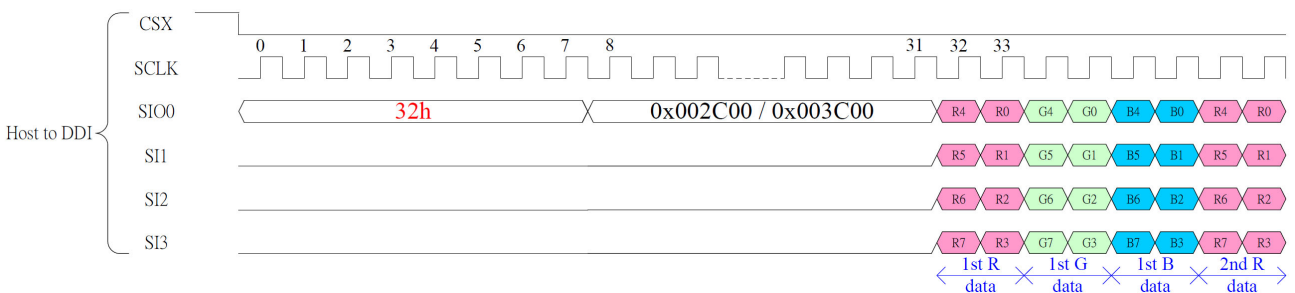 CSX
0 1 2 3 4 5 6 7 8 31 32 33
SCLK
SIO0 32h 0x002C00 / 0x003C00 R4 R0 G4 G0 B4 B0 R4 R0
Host to DDI
SI1 R5 R1 G5 G1 B5 B1 R5 R1
SI2 R6 R2 G6 G2 B6 B2 R6 R2
SI3 R7 R3 G7 G3 B7 B3 R7 R3
1st R 1st G 1st B 2nd R
data data data data